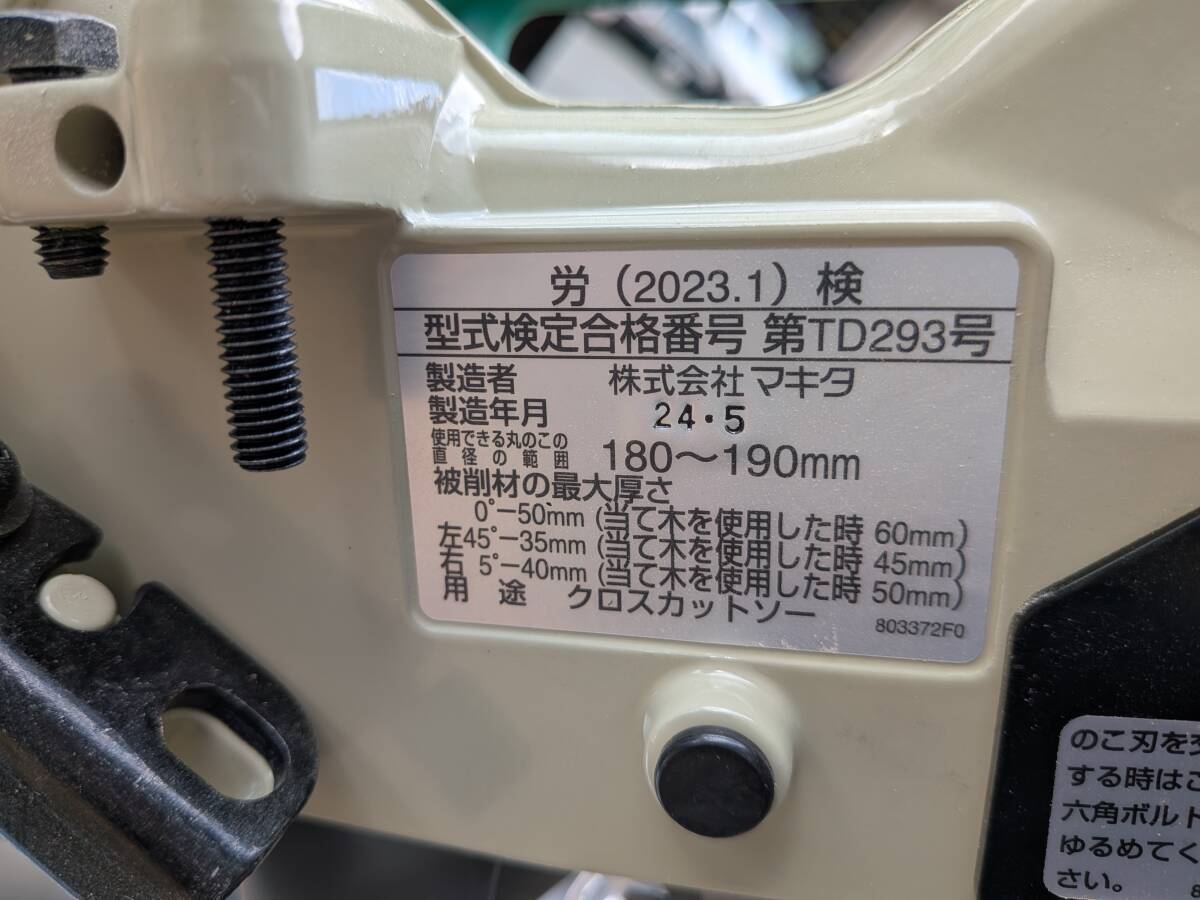 労（2023.1）検
型式検定合格番号 第TD293号
製造者 株式会社 マキタ
製造年月 24・5
使用できる丸のこの
直径の範囲 180～190mm
被削材の最大厚さ
0°－50mm (当て木を使用した時 60mm)
左45°－35mm (当て木を使用した時 45mm)
右 5°－40mm (当て木を使用した時 50mm)
用途 クロスカットソー
803372F0
のこ刃を
する時はこ
六角ボルト
ゆるめてく
さい。